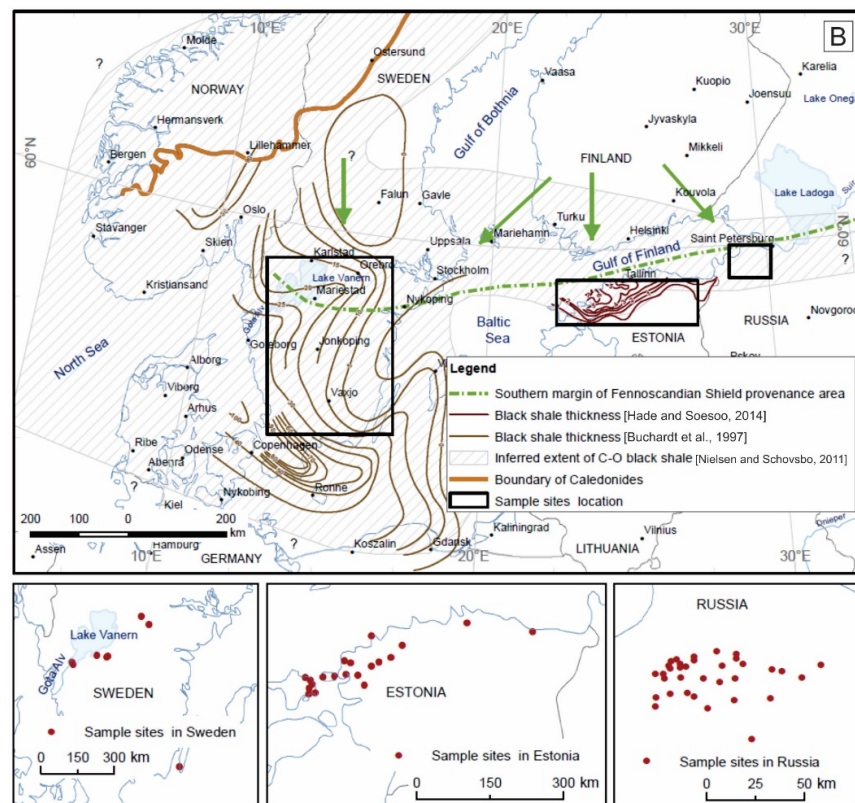 10°E
20°E
30°E
B
Molde
Ostersund
Karelia
?
SWEDEN
Vaasa
Kuopio
NORWAY
Joensuu
Lake Oneg
Hermansverk
Gulf of Bothnia
Jyvaskyla
60°N
Lillehammer
Mikkeli
?
Bergen
FINLAND
Kouvola
Lake Ladoga
Falun
Gavle
Oslo
Turku
Stavanger
Mariehamn
Helsinki
Saint Petersburg
60°N
Skien
Uppsala
Karlstad
Gulf of Finland
?
Orebro
Stockholm
Tallinn
Lake Vanern
Kristiansand
Mariestad
Nykoping
Novgorod
Baltic
Sea
ESTONIA
RUSSIA
North Sea
Goteborg
Jonkoping
Pskov
Alborg
Legend
Viborg
Southern margin of Fennoscandian Shield provenance area
Vaxjo
Arhus
Black shale thickness [Hade and Soesoo, 2014]
Black shale thickness [Buchardt et al., 1997]
Ribe
Odense
Copenhagen
Inferred extent of C-O black shale [Nielsen and Schovsbo, 2011]
Abenra
Boundary of Caledonides
?
Nykobing
Ronne
Sample sites location
Kiel
200 100 0 200
km
Kaliningrad
Vilnius
Dnieper
Assen
Hamburg
?
Koszalin
Gdansk
GERMANY
LITHUANIA
10°E
20°E
30°E
Lake Vanern
Gota Alv
SWEDEN
Sample sites in Sweden
0 150 300
km
ESTONIA
Sample sites in Estonia
0 100 300
km
RUSSIA
Sample sites in Russia
0 25 50
km